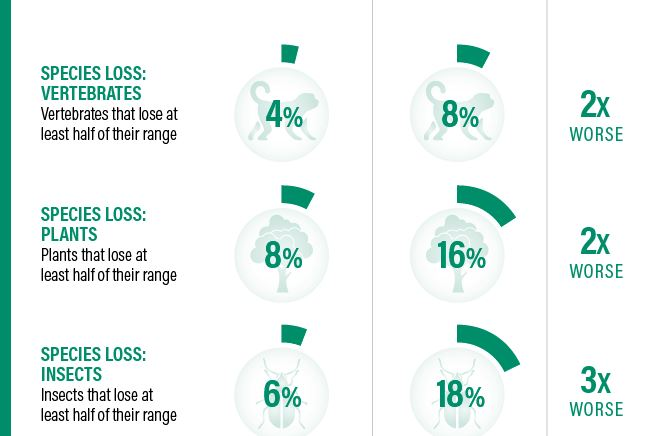 SPECIES LOSS:
VERTEBRATES
Vertebrates that lose at
least half of their range
4%
8%
2x
WORSE
SPECIES LOSS:
PLANTS
Plants that lose at
least half of their range
8%
16%
2x
WORSE
SPECIES LOSS:
INSECTS
Insects that lose at
least half of their range
6%
18%
3x
WORSE